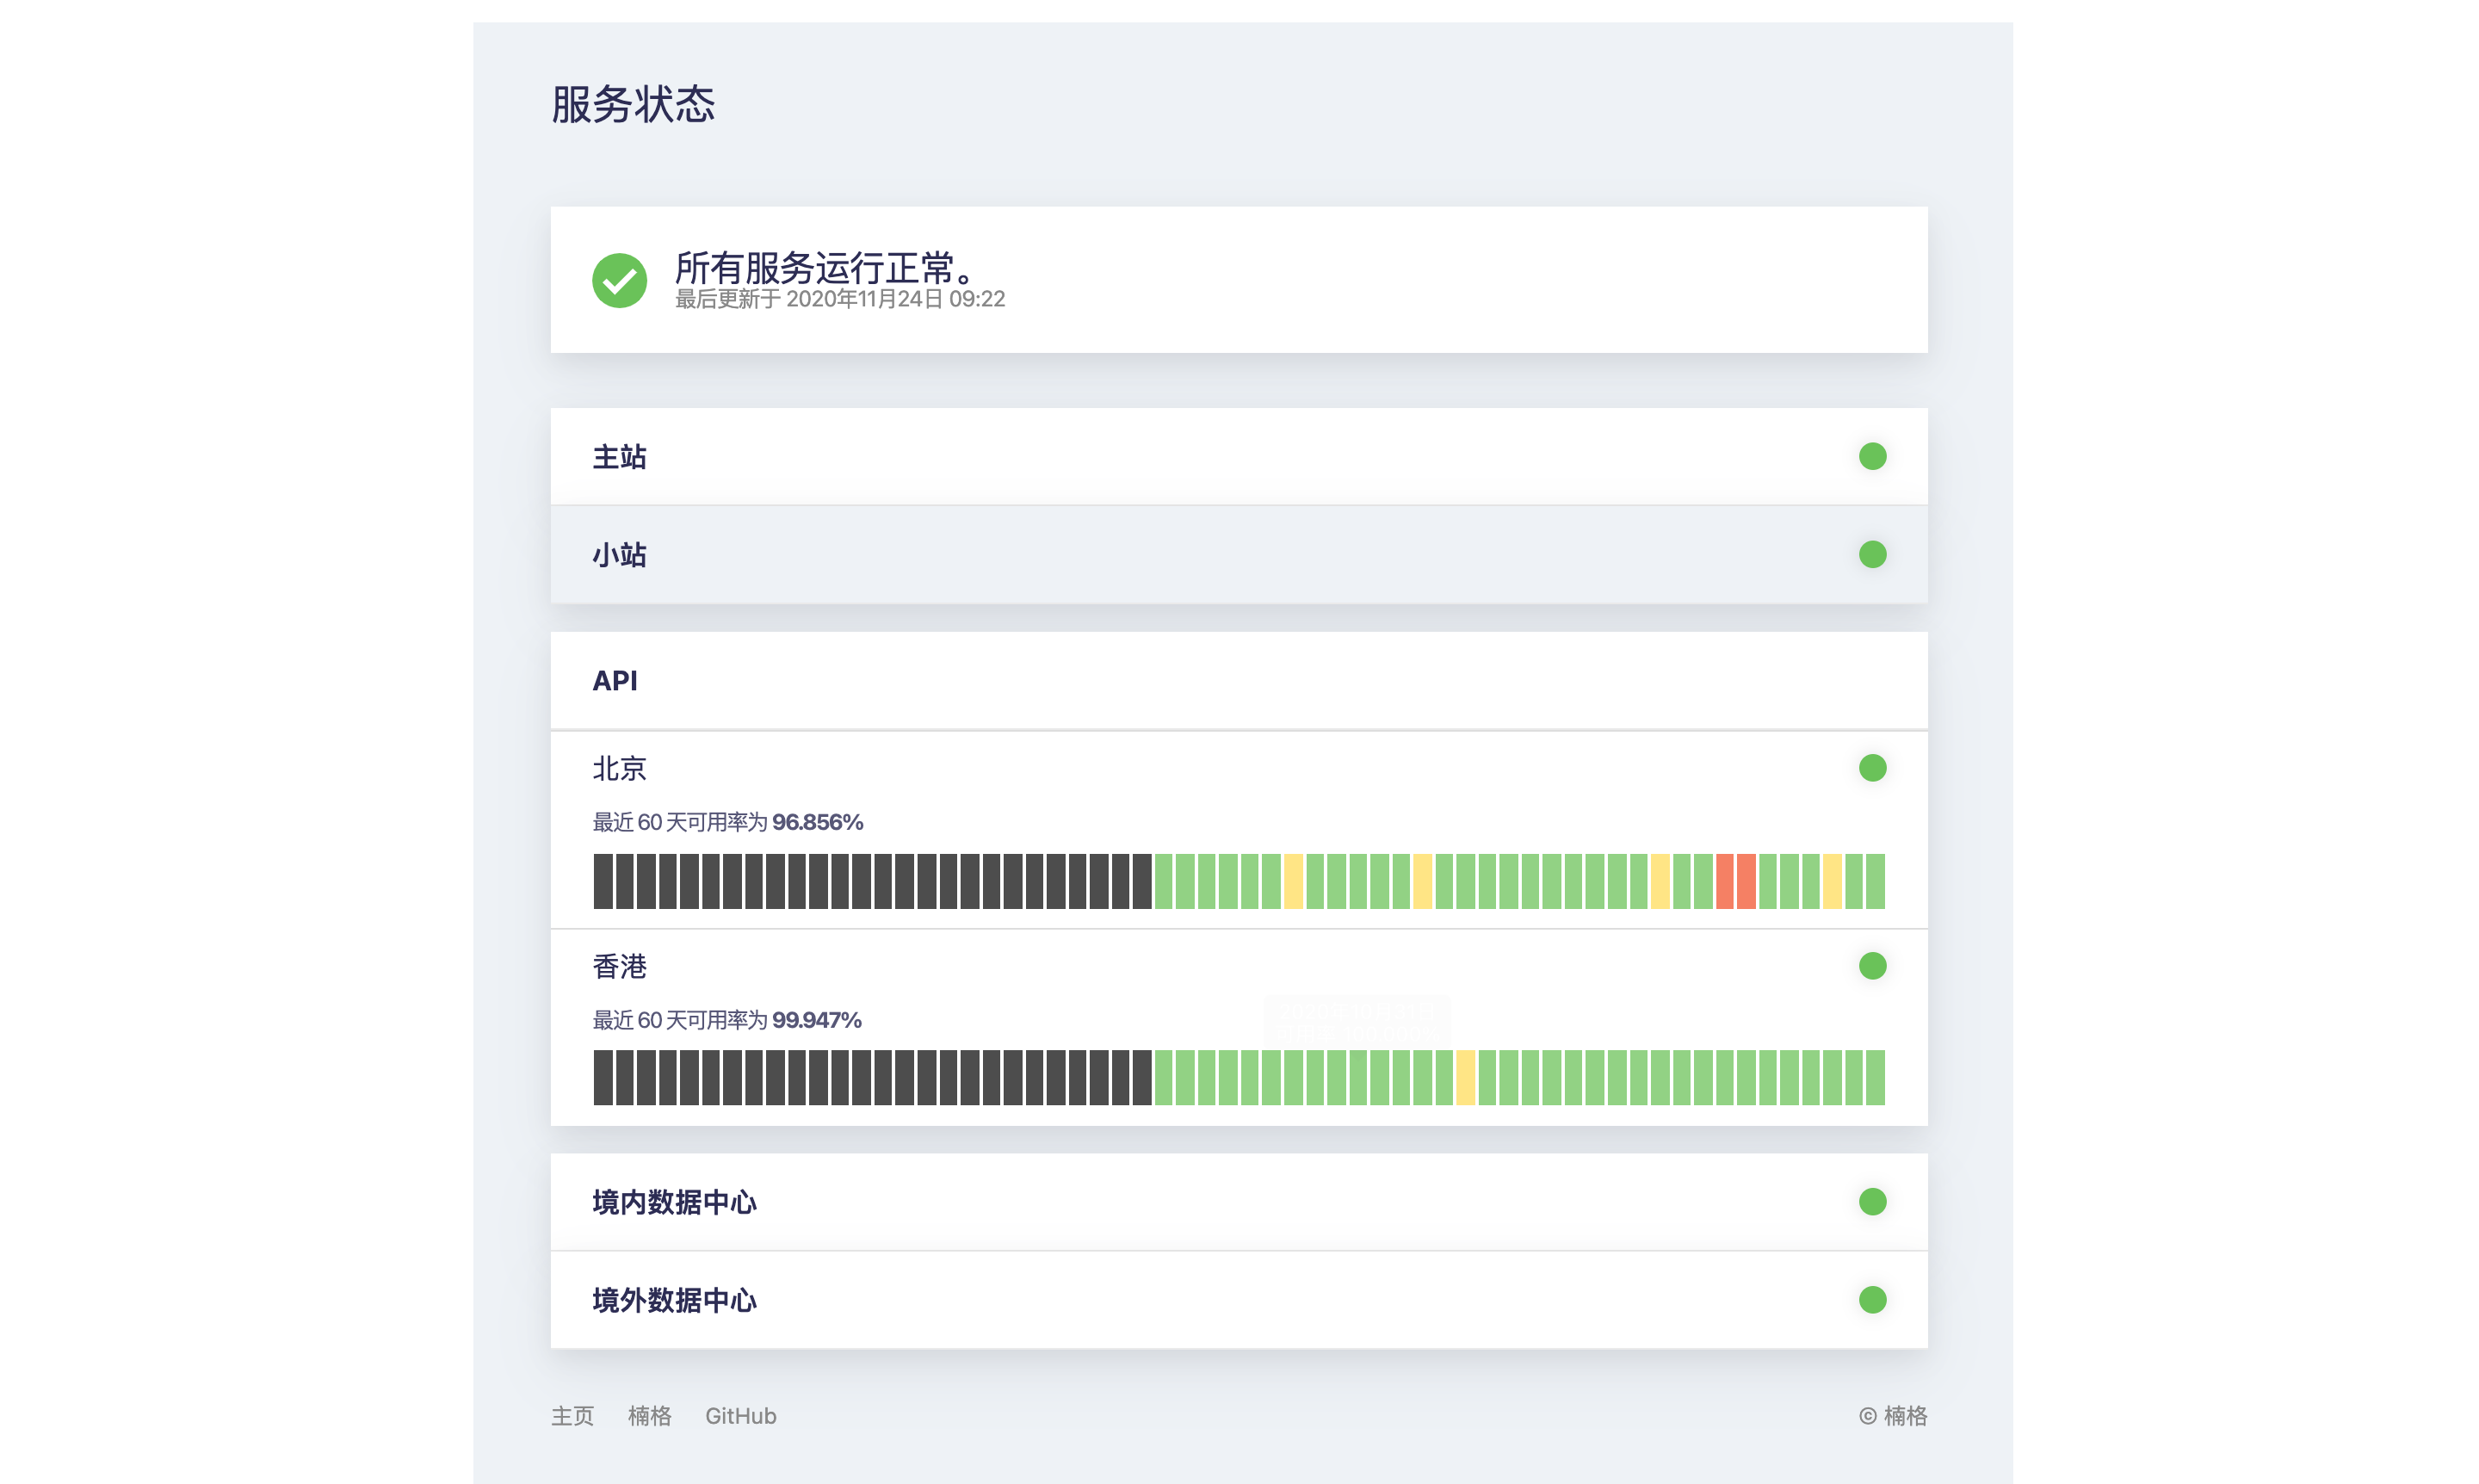 服务状态
所有服务运行正常。
最后更新于 2020年11月24日 09:22
主站
小站
API
北京
最近 60 天可用率为 96.856%
香港
最近 60 天可用率为 99.947%
境内数据中心
境外数据中心
主页 楠格 GitHub © 楠格